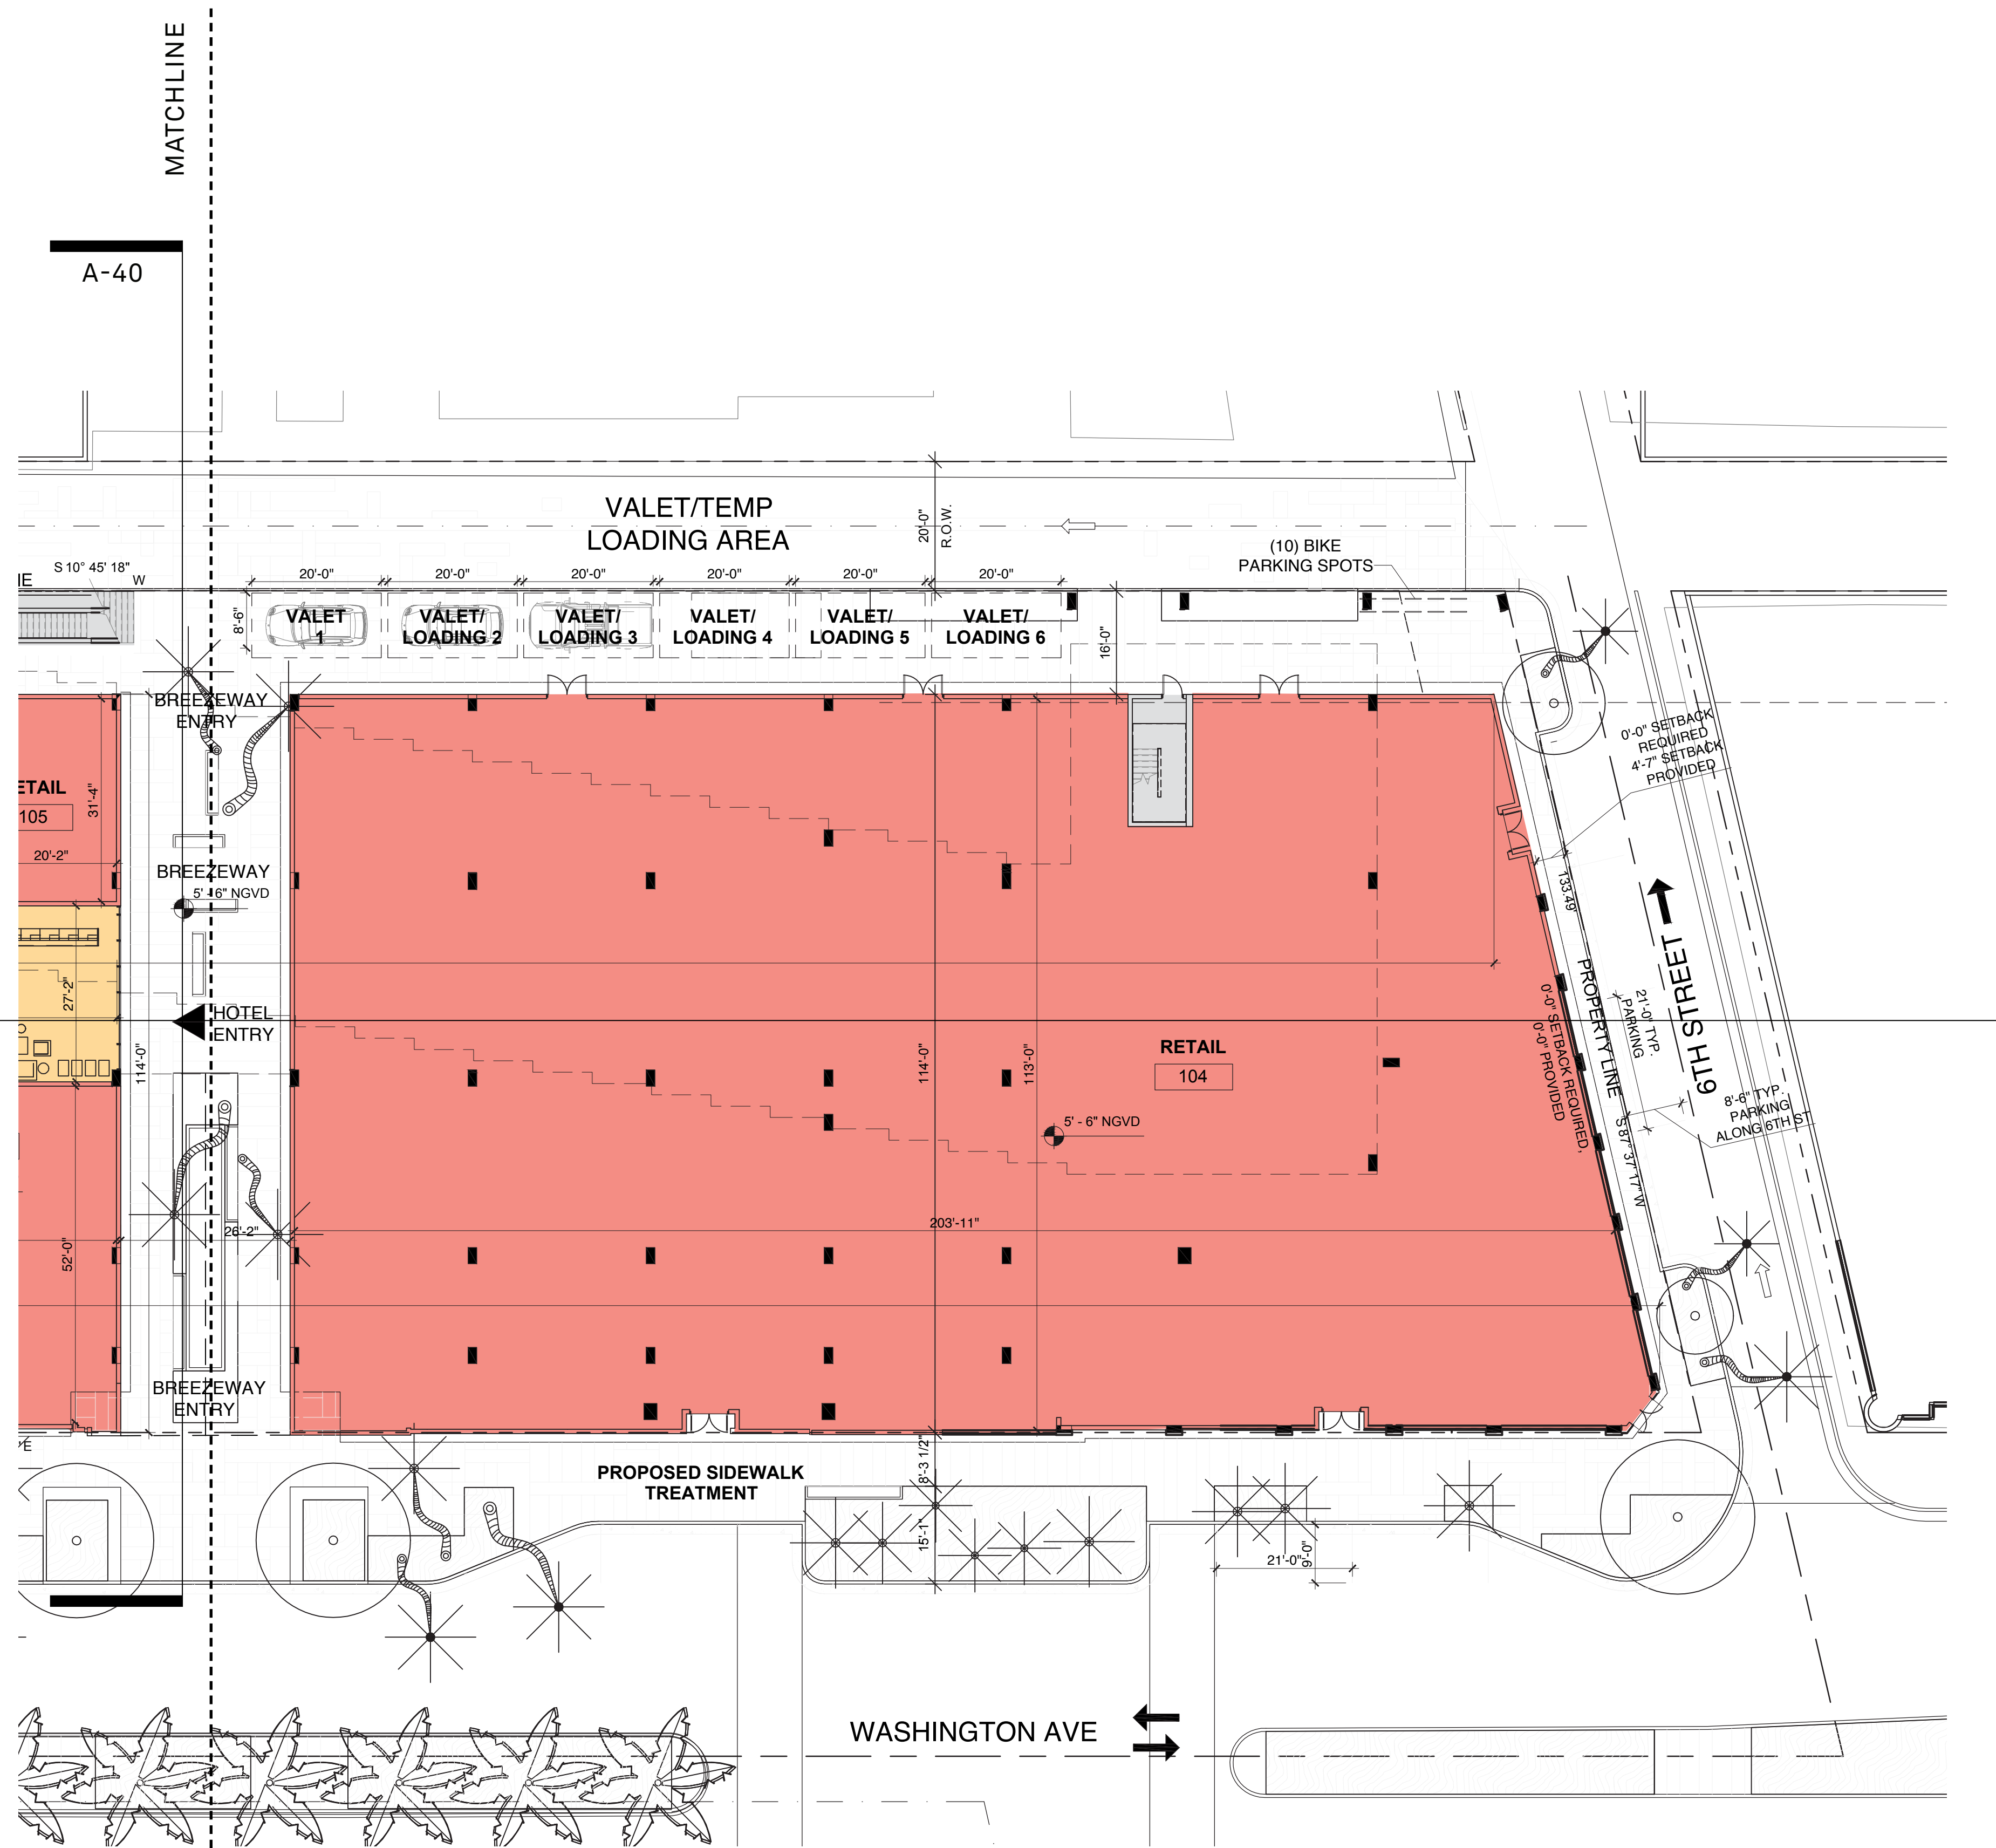 MATCHLINE
A-40
VALET/TEMP
LOADING AREA
20'-0"
R.O.W.
(10) BIKE
PARKING SPOTS
S 10° 45' 18"
W
20'-0"
20'-0"
20'-0"
20'-0"
20'-0"
20'-0"
8'-6"
VALET
1
VALET/
LOADING 2
VALET/
LOADING 3
VALET/
LOADING 4
VALET/
LOADING 5
VALET/
LOADING 6
16'-0"
BREEZEWAY
ENTRY
0'-0" SETBACK
REQUIRED
4'-7" SETBACK
PROVIDED
ETAIL
105
31'-4"
20'-2"
BREEZEWAY
5' - 6" NGVD
133.49'
27'-2"
HOTEL
ENTRY
114'-0"
114'-0"
113'-0"
RETAIL
104
5' - 6" NGVD
PROPERTY LINE
0'-0" SETBACK REQUIRED,
0'-0" PROVIDED
21'-0" TYP.
PARKING
6TH STREET
8'-6" TYP.
PARKING
ALONG 6TH ST
S 87° 37' 17" W
26'-2"
203'-11"
52'-0"
BREEZEWAY
ENTRY
8'-3 1/2"
PROPOSED SIDEWALK
TREATMENT
15'-1"
21'-0"
9'-0"
WASHINGTON AVE